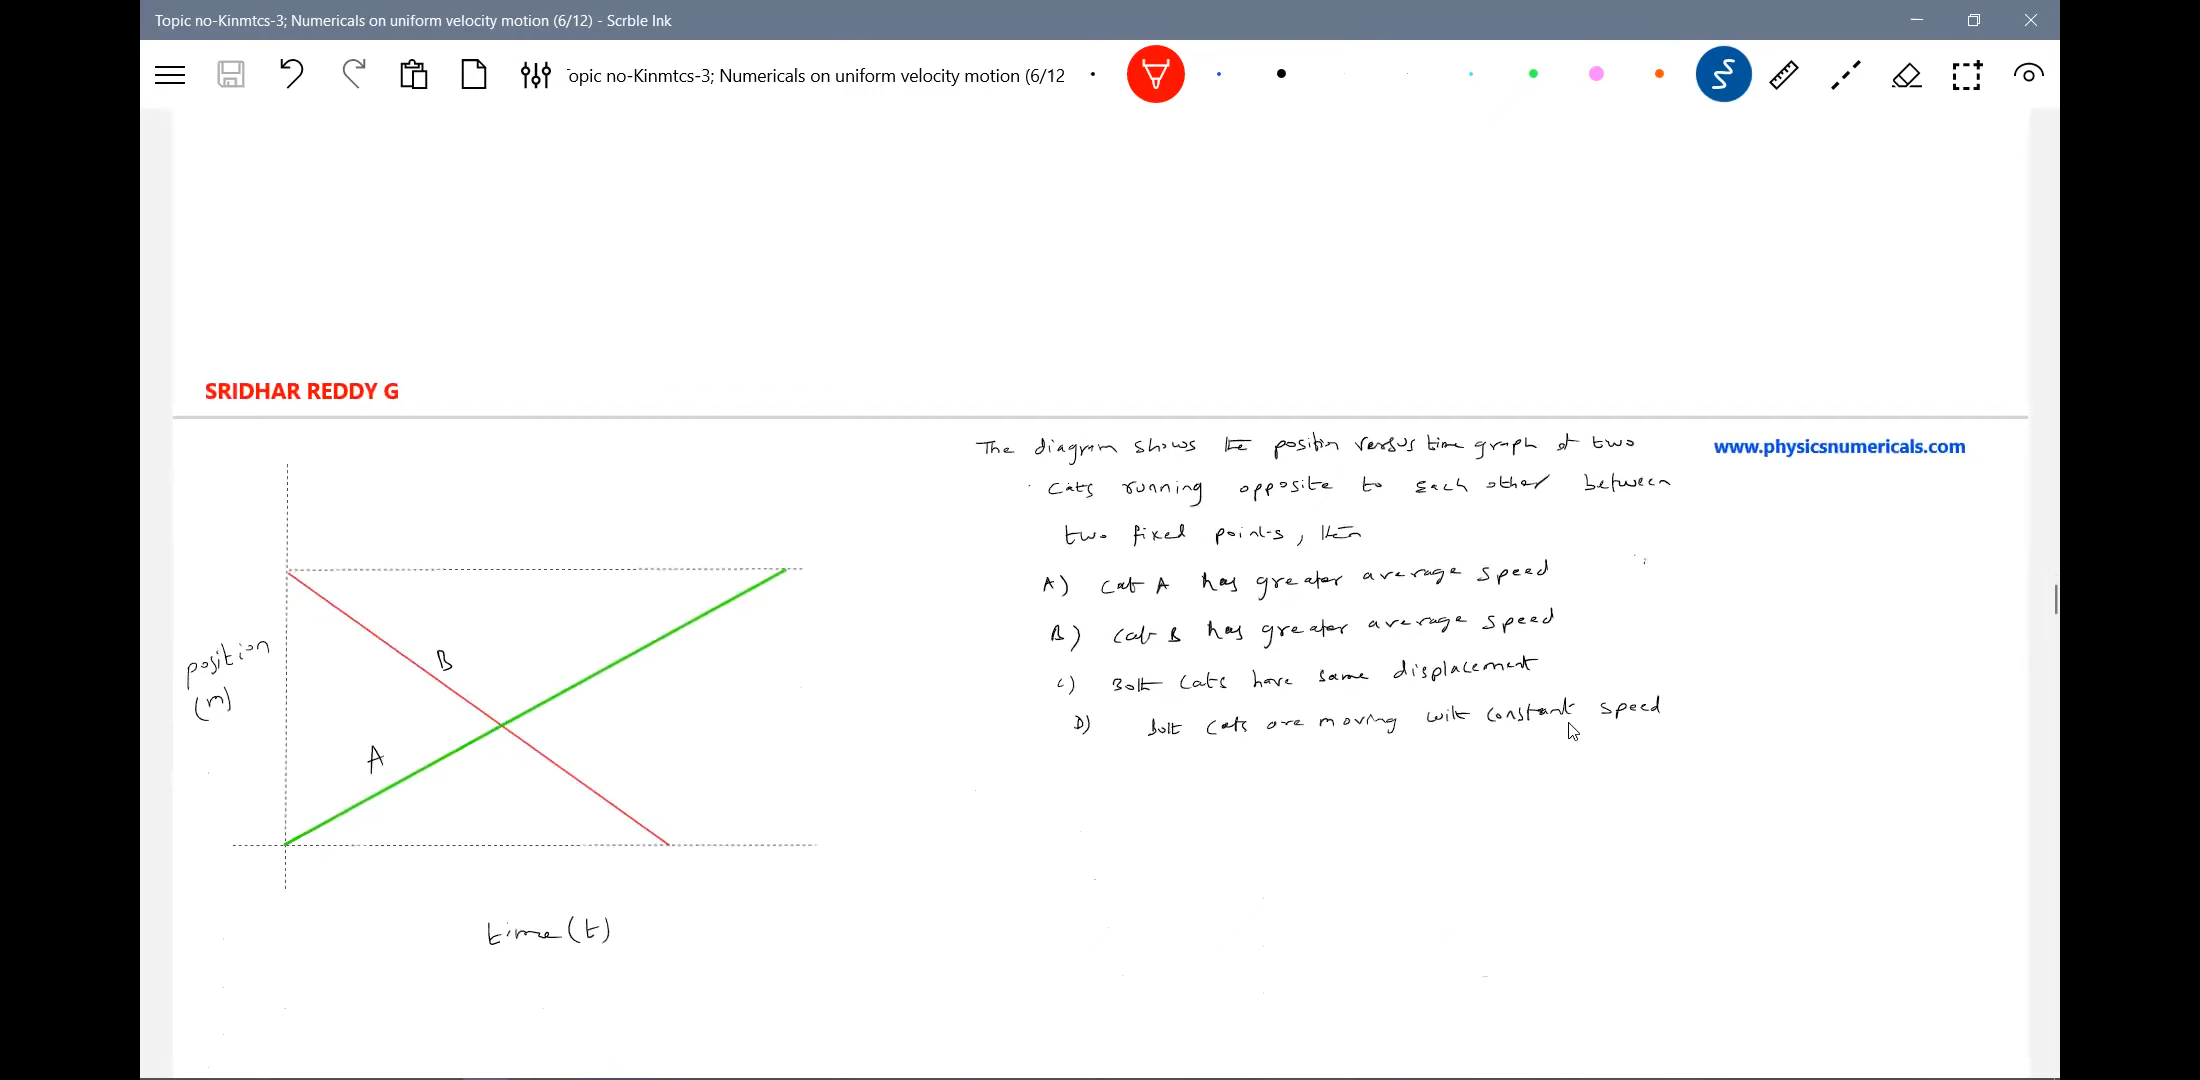 Topic no-Kinmtcs-3; Numericals on uniform velocity motion (6/12) - Scrble Ink
opic no-Kinmtcs-3; Numericals on uniform velocity motion (6/12
SRIDHAR REDDY G
www.physicsnumericals.com
The diagram shows the position versus time graph of two
cats running opposite to each other between
two fixed points, then
A) cat A has greater average speed
B) cat B has greater average speed
C) Both cats have same displacement
D) Both cats are moving with constant speed
position
(m)
B
A
time(t)